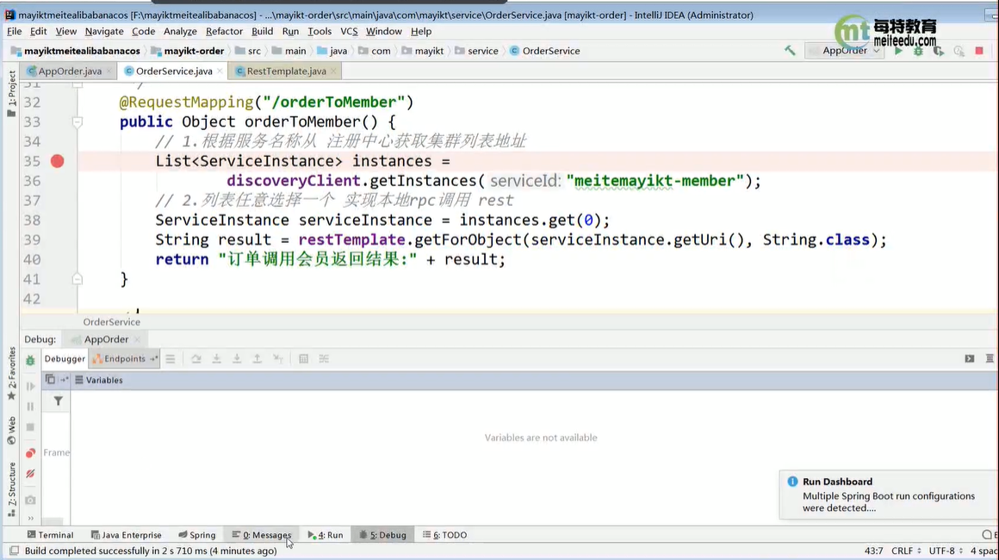 mayiktmeitealibabanacos [F:\mayiktmeitealibabanacos] - ...\mayikt-order\src\main\java\com\mayikt\service\OrderService.java [mayikt-order] - IntelliJ IDEA (Administrator)
File Edit View Navigate Code Analyze Refactor Build Run Tools VCS Window Help
mt 每特教育
meiteedu.com
mayiktmeitealibabanacos mayikt-order src main java com mayikt service OrderService AppOrder
1: Project AppOrder.java OrderService.java RestTemplate.java
31 */
32 @RequestMapping("/orderToMember")
33 public Object orderToMember() {
34 // 1.根据服务名称从 注册中心获取集群列表地址
35 List<ServiceInstance> instances =
36 discoveryClient.getInstances( serviceId: "meitemayikt-member");
37 // 2.列表任意选择一个 实现本地rpc调用 rest
38 ServiceInstance serviceInstance = instances.get(0);
39 String result = restTemplate.getForObject(serviceInstance.getUri(), String.class);
40 return "订单调用会员返回结果:" + result;
41 }
42
OrderService
Debug: AppOrder
2: Favorites Debugger Endpoints
Variables
Web
Variables are not available
Frame
Z: Structure
Run Dashboard
Multiple Spring Boot run configurations
were detected....
Terminal Java Enterprise Spring 0: Messages 4: Run 5: Debug 6: TODO
Build completed successfully in 2 s 710 ms (4 minutes ago) 43:7 CRLF UTF-8 4 spac